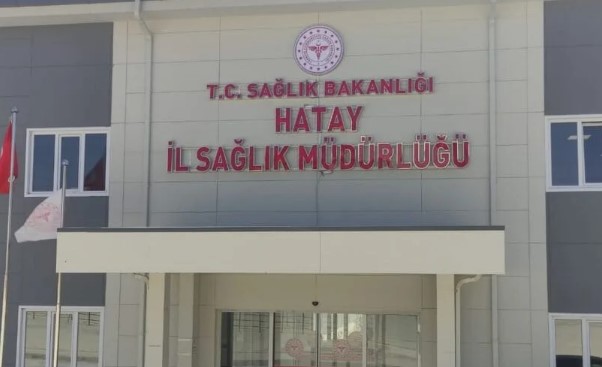 T.C. SAĞLIK BAKANLIĞI
HATAY
İL SAĞLIK MÜDÜRLÜĞÜ